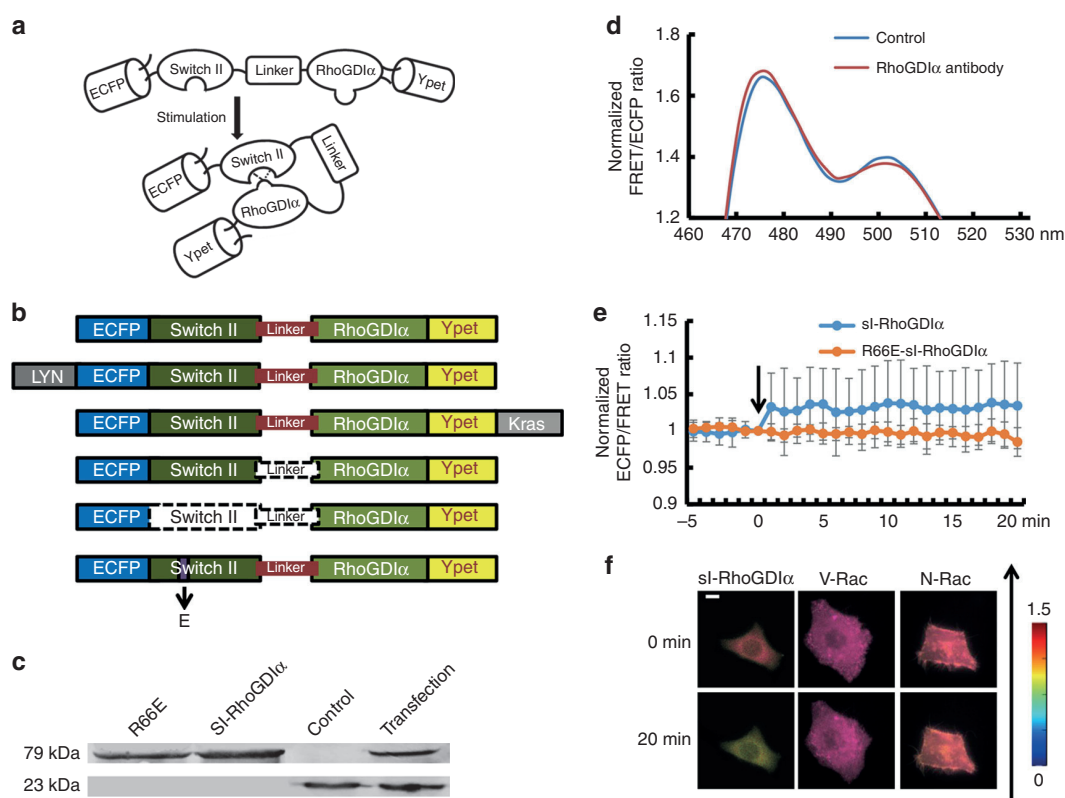 a
ECFP
Switch II
Linker
RhoGDIα
Ypet
Stimulation
ECFP
Switch II
Linker
RhoGDIα
Ypet
b
ECFP Switch II Linker RhoGDIα Ypet
LYN ECFP Switch II Linker RhoGDIα Ypet
ECFP Switch II Linker RhoGDIα Ypet Kras
ECFP Switch II Linker RhoGDIα Ypet
ECFP Switch II Linker RhoGDIα Ypet
ECFP Switch II Linker RhoGDIα Ypet
E
c
R66E SI-RhoGDIα Control Transfection
79 kDa
23 kDa
d
Normalized
FRET/ECFP ratio
1.8
1.6
1.4
1.2
460 470 480 490 500 510 520 530 nm
Control
RhoGDIα antibody
e
Normalized
ECFP/FRET ratio
1.15
1.1
1.05
1
0.95
0.9
−5 0 5 10 15 20 min
sl-RhoGDIα
R66E-sl-RhoGDIα
f
sl-RhoGDIα V-Rac N-Rac
0 min
20 min
1.5
0